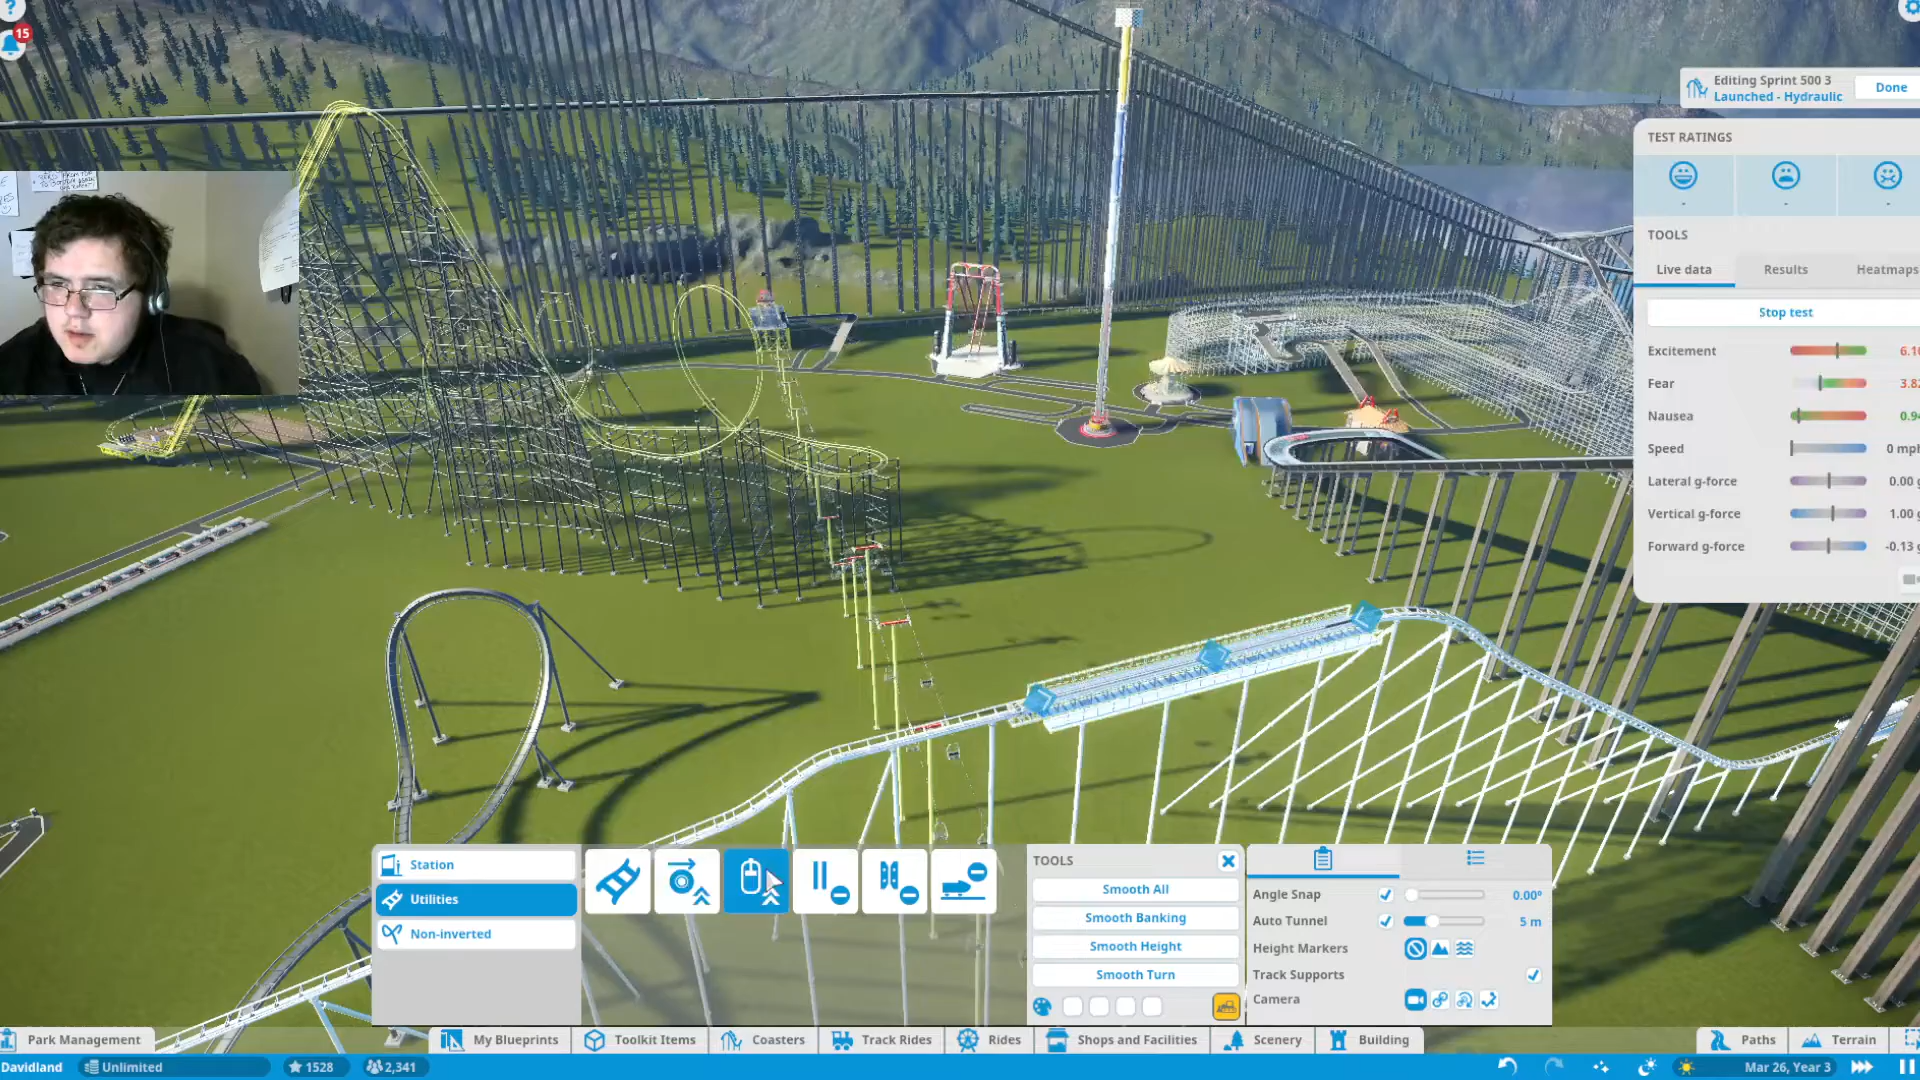 ?
15
Editing Sprint 500 3
Launched - Hydraulic
Done
TEST RATINGS
- - -
TOOLS
Live data Results Heatmaps
Stop test
Excitement 6.10
Fear 3.82
Nausea
Speed 0 mph
Lateral g-force 0.00 g
Vertical g-force 1.00 g
Forward g-force -0.13 g
Station
Utilities
Non-inverted
TOOLS
Smooth All
Smooth Banking
Smooth Height
Smooth Turn
Angle Snap 0.00°
Auto Tunnel 5 m
Height Markers
Track Supports
Camera
Park Management My Blueprints Toolkit Items Coasters Track Rides Rides Shops and Facilities Scenery Building Paths Terrain
Davidland Unlimited 1528 2,341 Mar 26, Year 3